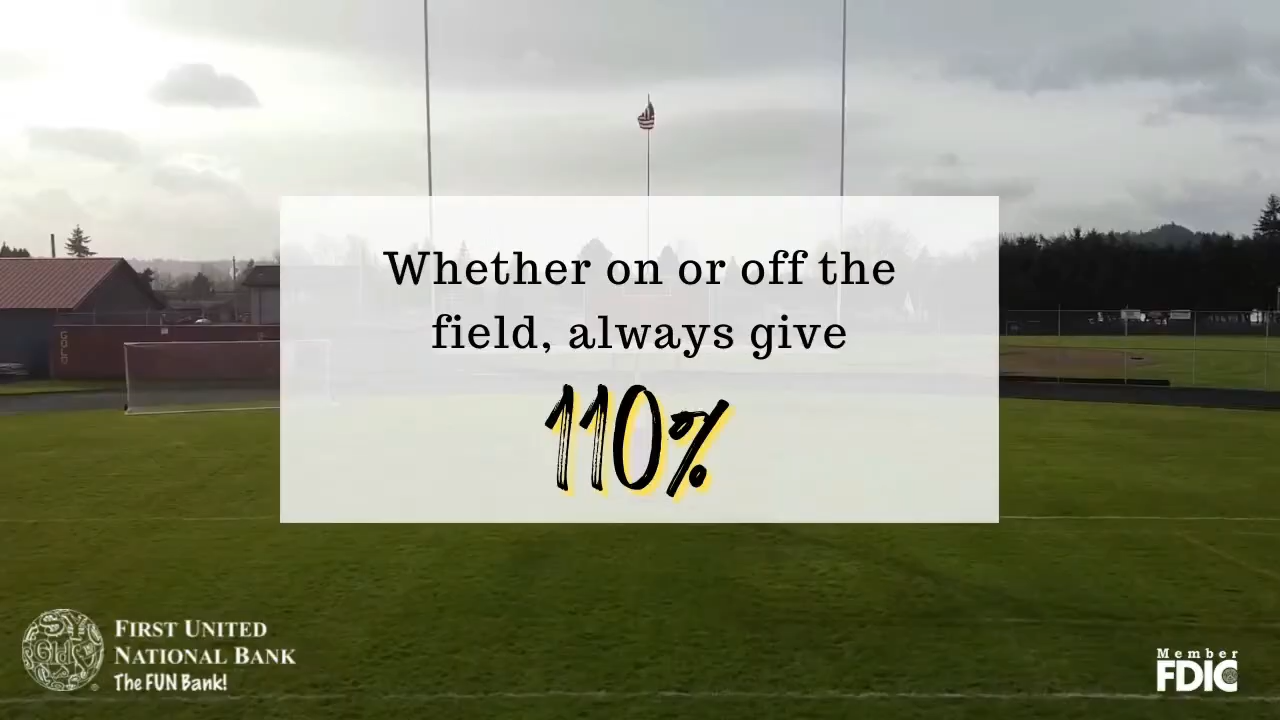 Whether on or off the
field, always give
110%
FIRST UNITED
NATIONAL BANK
The FUN Bank!
Member
FDIC